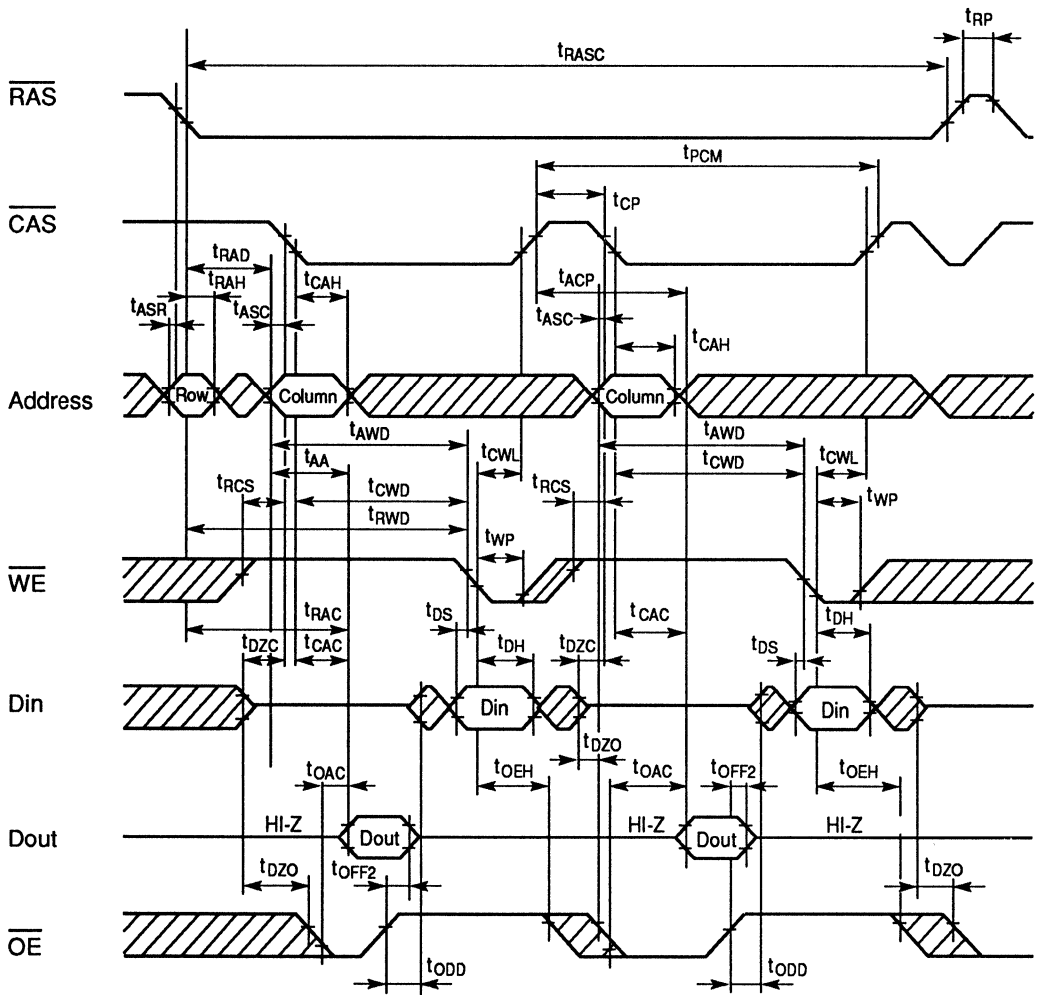 tRP
tRASC
RAS
tPCM
tCP
CAS
tRAD
tRAH
tCAH
tACP
tASR
tASC
tASC
tCAH
Address
Row
Column
Column
tAWD
tAWD
tAA
tCWL
tCWD
tCWL
tRCS
tCWD
tRCS
tWP
tRWD
tWP
WE
tRAC
tDS
tCAC
tDH
tDZC
tCAC
tDH
tDZC
tDS
Din
Din
Din
tDZO
tOAC
tOEH
tOAC
tOFF2
tOEH
Dout
HI-Z
Dout
HI-Z
Dout
HI-Z
tDZO
tOFF2
tDZO
OE
tODD
tODD